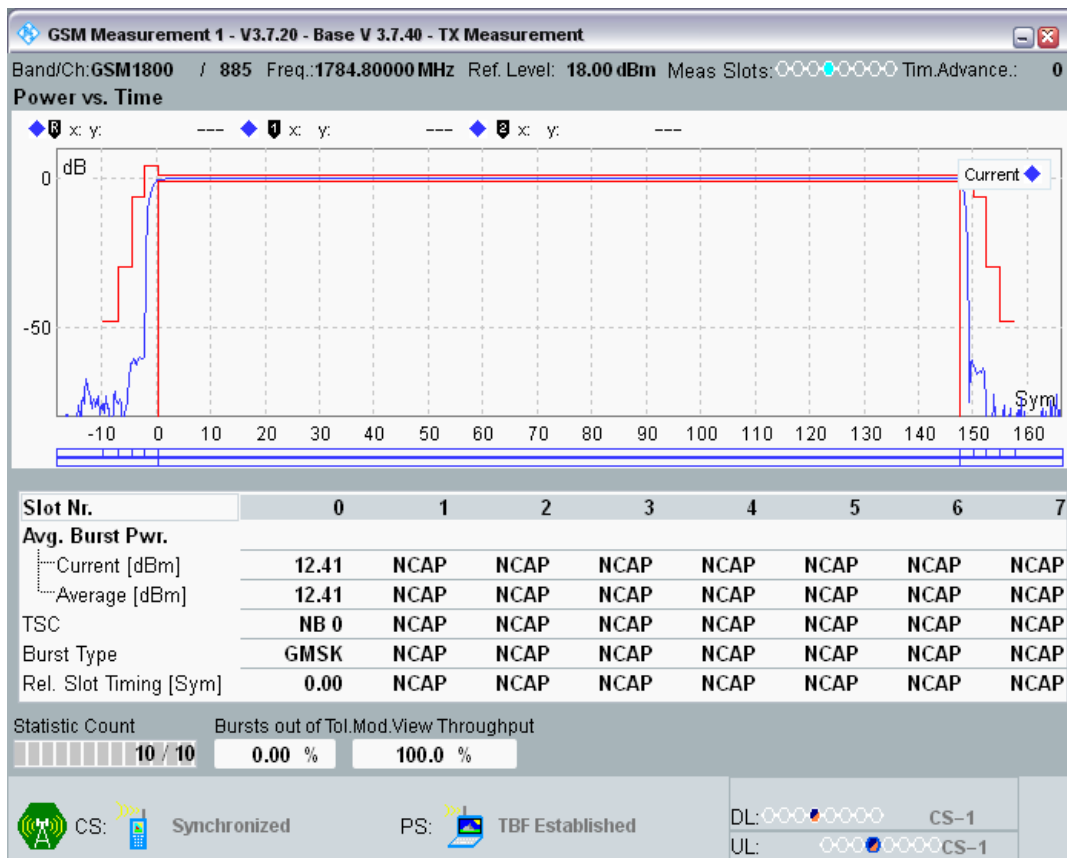 GSM Measurement 1 - V3.7.20 - Base V 3.7.40 - TX Measurement
Band/Ch:GSM1800 / 885 Freq.:1784.80000 MHz Ref. Level: 18.00 dBm Meas Slots: Tim.Advance.: 0
Power vs. Time
R x: y: --- 1 x: y: --- 2 x: y: ---
dB
0
Current
-50
Sym
-10 0 10 20 30 40 50 60 70 80 90 100 110 120 130 140 150 160
Slot Nr. 0 1 2 3 4 5 6 7
Avg. Burst Pwr.
Current [dBm] 12.41 NCAP NCAP NCAP NCAP NCAP NCAP NCAP
Average [dBm] 12.41 NCAP NCAP NCAP NCAP NCAP NCAP NCAP
TSC NB 0 NCAP NCAP NCAP NCAP NCAP NCAP NCAP
Burst Type GMSK NCAP NCAP NCAP NCAP NCAP NCAP NCAP
Rel. Slot Timing [Sym] 0.00 NCAP NCAP NCAP NCAP NCAP NCAP NCAP
Statistic Count Bursts out of Tol.Mod.View Throughput
10 / 10 0.00 % 100.0 %
CS: Synchronized PS: TBF Established
DL: CS-1
UL: CS-1